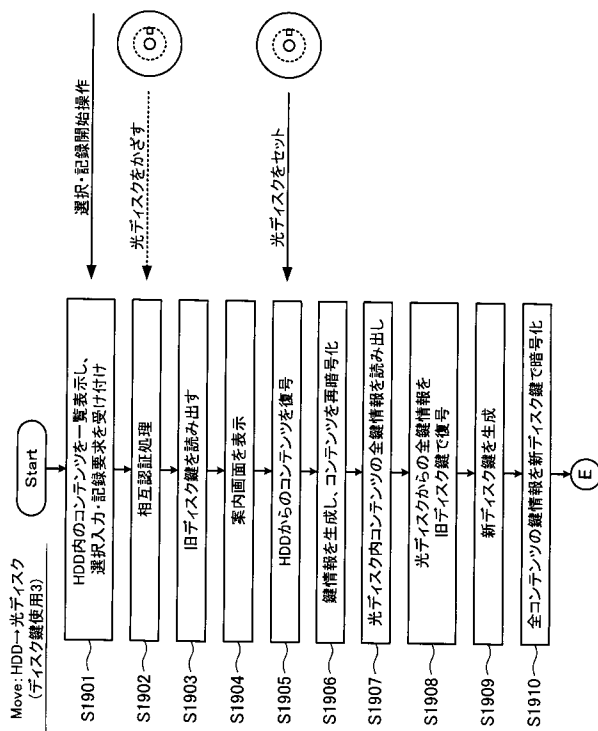 Move: HDD→光ディスク
(ディスク鍵使用3)
Start
S1901
HDD内のコンテンツを一覧表示し、
選択入力・記録要求を受け付け
選択・記録開始操作
S1902
相互認証処理
光ディスクをかざす
S1903
旧ディスク鍵を読み出す
S1904
案内画面を表示
S1905
HDDからのコンテンツを復号
光ディスクをセット
S1906
鍵情報を生成し、コンテンツを再暗号化
S1907
光ディスク内コンテンツの全鍵情報を読み出し
S1908
光ディスクからの全鍵情報を
旧ディスク鍵で復号
S1909
新ディスク鍵を生成
S1910
全コンテンツの鍵情報を新ディスク鍵で暗号化
E